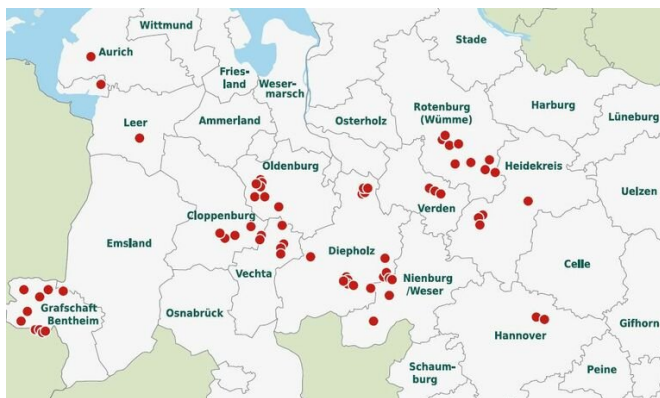 Wittmund
Stade
Aurich
Fries-
land
Weser-
marsch
Rotenburg
(Wümme)
Harburg
Leer
Ammerland
Osterholz
Lüneburg
Oldenburg
Heidekreis
Uelzen
Cloppenburg
Verden
Emsland
Diepholz
Celle
Vechta
Nienburg
/Weser
Grafschaft
Bentheim
Osnabrück
Gifhorn
Hannover
Schaum-
burg
Peine